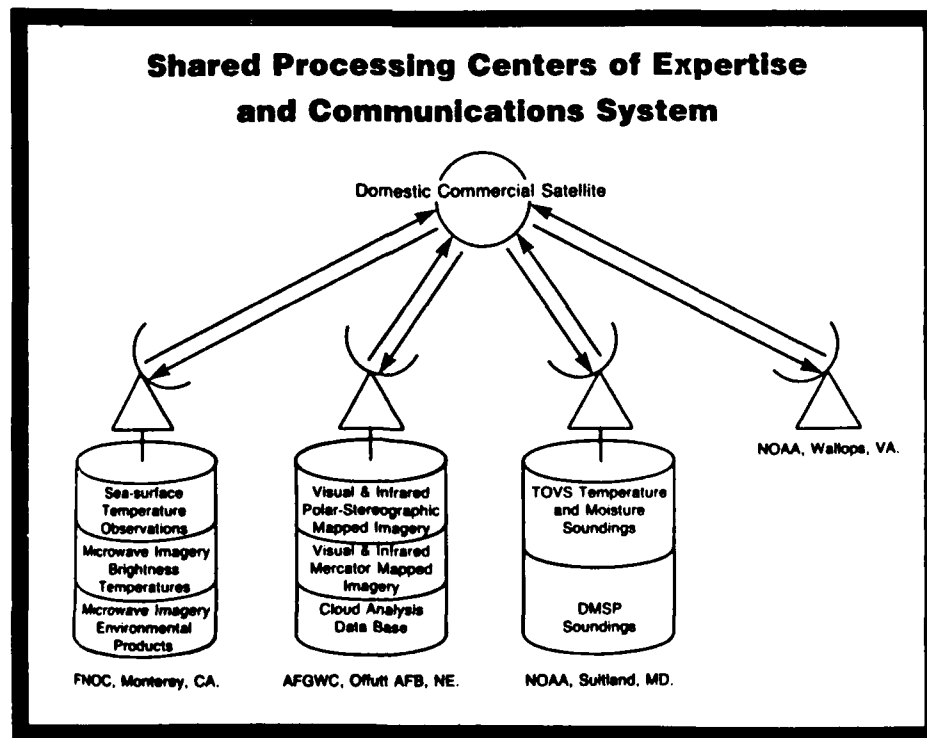 Shared Processing Centers of Expertise
and Communications System
Domestic Commercial Satellite
NOAA, Wallops, VA.
Sea-surface
Temperature
Observations
Microwave Imagery
Brightness
Temperatures
Microwave Imagery
Environmental
Products
FNOC, Monterey, CA.
Visual & Infrared
Polar-Stereographic
Mapped Imagery
Visual & Infrared
Mercator Mapped
Imagery
Cloud Analysis
Data Base
AFGWC, Offutt AFB, NE.
TOVS Temperature
and Moisture
Soundings
DMSP
Soundings
NOAA, Suitland, MD.